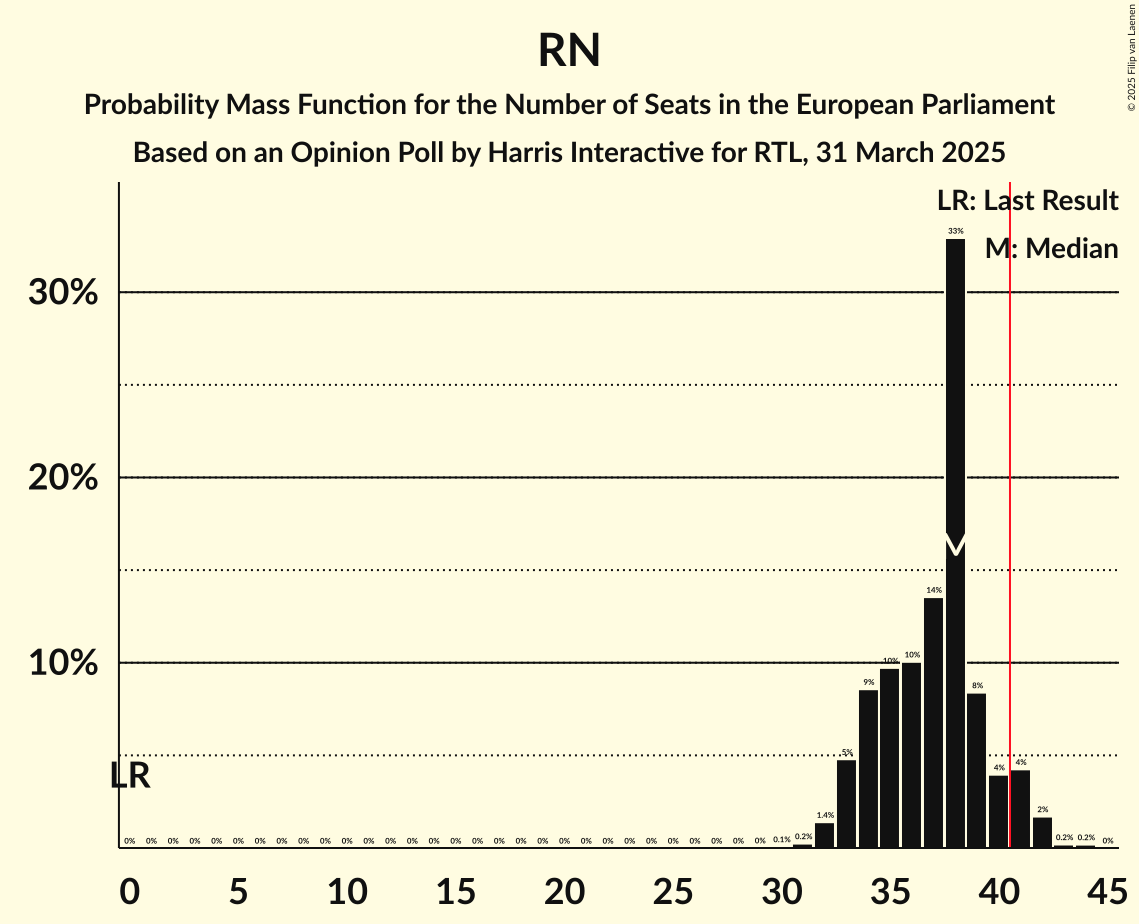 RN
Probability Mass Function for the Number of Seats in the European Parliament
Based on an Opinion Poll by Harris Interactive for RTL, 31 March 2025
© 2025 Filip van Laenen
LR: Last Result
M: Median
33%
30%
20%
14%
10%
10%
10%
9%
8%
5%
4%
4%
2%
1.4%
LR
0% 0% 0% 0% 0% 0% 0% 0% 0% 0% 0% 0% 0% 0% 0% 0% 0% 0% 0% 0% 0% 0% 0% 0% 0% 0% 0% 0% 0% 0% 0.1% 0.2% 0.2% 0.2% 0%
0 5 10 15 20 25 30 35 40 45